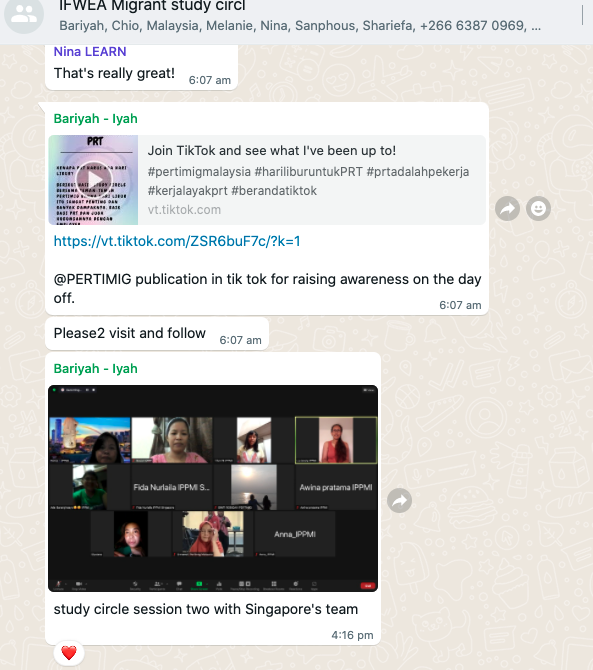 IFWEA Migrant study circl
Bariyah, Chio, Malaysia, Melanie, Nina, Sanphous, Shariefa, +266 6387 0969, ...
Nina LEARN
That's really great!
6:07 am
Bariyah - Iyah
PRT
Join TikTok and see what I've been up to!
#pertimigmalaysia #hariliburuntukPRT #prtadalahpekerja
#kerjalayakprt #berandatiktok
vt.tiktok.com
https://vt.tiktok.com/ZSR6buF7c/?k=1
@PERTIMIG publication in tik tok for raising awareness on the day
off.
6:07 am
Please2 visit and follow
6:07 am
Bariyah - Iyah
Fida Nurlaila IPPMI S...
Awina pratama IPPMI
Anna_IPPMI
study circle session two with Singapore's team
4:16 pm